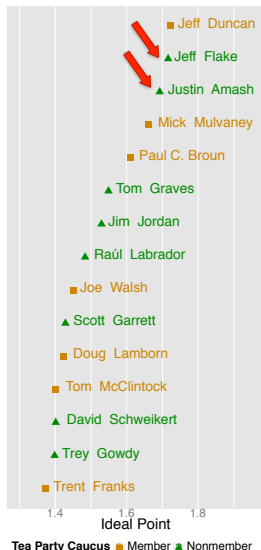 Jeff Duncan
Jeff Flake
Justin Amash
Mick Mulvaney
Paul C. Broun
Tom Graves
Jim Jordan
Raúl Labrador
Joe Walsh
Scott Garrett
Doug Lamborn
Tom McClintock
David Schweikert
Trey Gowdy
Trent Franks
1.4 1.6 1.8
Ideal Point
Tea Party Caucus Member Nonmember